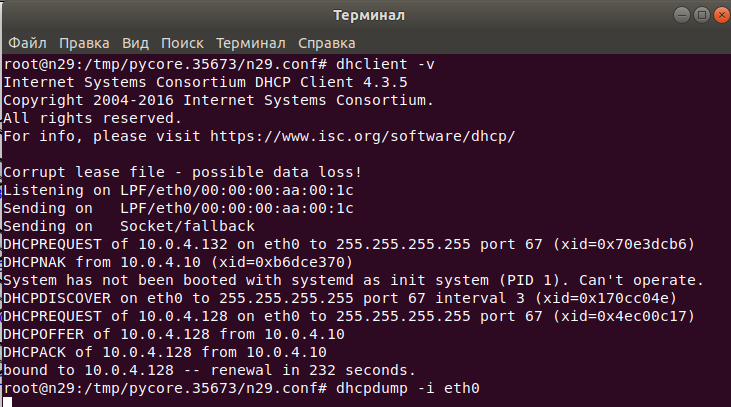 Терминал
Файл Правка Вид Поиск Терминал Справка
root@n29:/tmp/pycore.35673/n29.conf# dhclient -v
Internet Systems Consortium DHCP Client 4.3.5
Copyright 2004-2016 Internet Systems Consortium.
All rights reserved.
For info, please visit https://www.isc.org/software/dhcp/
Corrupt lease file - possible data loss!
Listening on LPF/eth0/00:00:00:aa:00:1c
Sending on   LPF/eth0/00:00:00:aa:00:1c
Sending on   Socket/fallback
DHCPREQUEST of 10.0.4.132 on eth0 to 255.255.255.255 port 67 (xid=0x70e3dcb6)
DHCPNAK from 10.0.4.10 (xid=0xb6dce370)
System has not been booted with systemd as init system (PID 1). Can't operate.
DHCPDISCOVER on eth0 to 255.255.255.255 port 67 interval 3 (xid=0x170cc04e)
DHCPREQUEST of 10.0.4.128 on eth0 to 255.255.255.255 port 67 (xid=0x4ec00c17)
DHCPOFFER of 10.0.4.128 from 10.0.4.10
DHCPACK of 10.0.4.128 from 10.0.4.10
bound to 10.0.4.128 -- renewal in 232 seconds.
root@n29:/tmp/pycore.35673/n29.conf# dhcpdump -i eth0